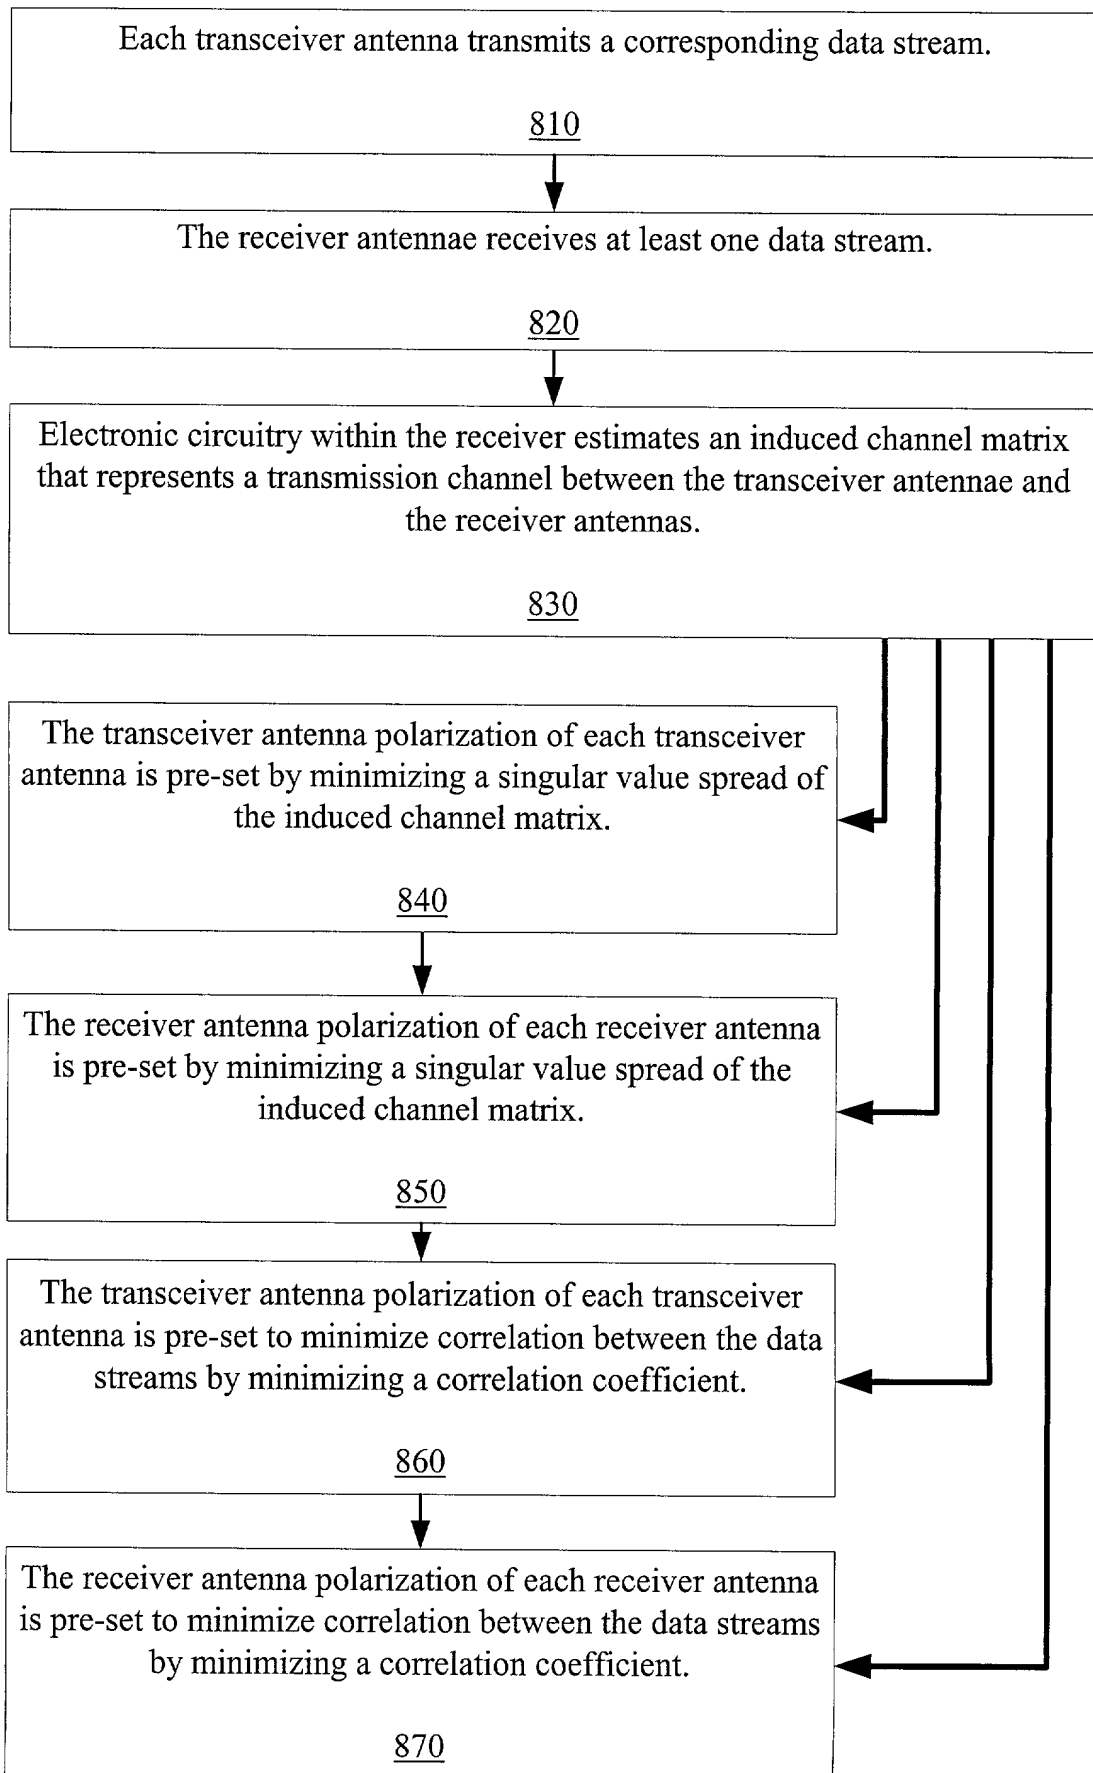 Each transceiver antenna transmits a corresponding data stream.
810
The receiver antennae receives at least one data stream.
820
Electronic circuitry within the receiver estimates an induced channel matrix
that represents a transmission channel between the transceiver antennae and
the receiver antennas.
830
The transceiver antenna polarization of each transceiver
antenna is pre-set by minimizing a singular value spread of
the induced channel matrix.
840
The receiver antenna polarization of each receiver antenna
is pre-set by minimizing a singular value spread of the
induced channel matrix.
850
The transceiver antenna polarization of each transceiver
antenna is pre-set to minimize correlation between the data
streams by minimizing a correlation coefficient.
860
The receiver antenna polarization of each receiver antenna
is pre-set to minimize correlation between the data streams
by minimizing a correlation coefficient.
870